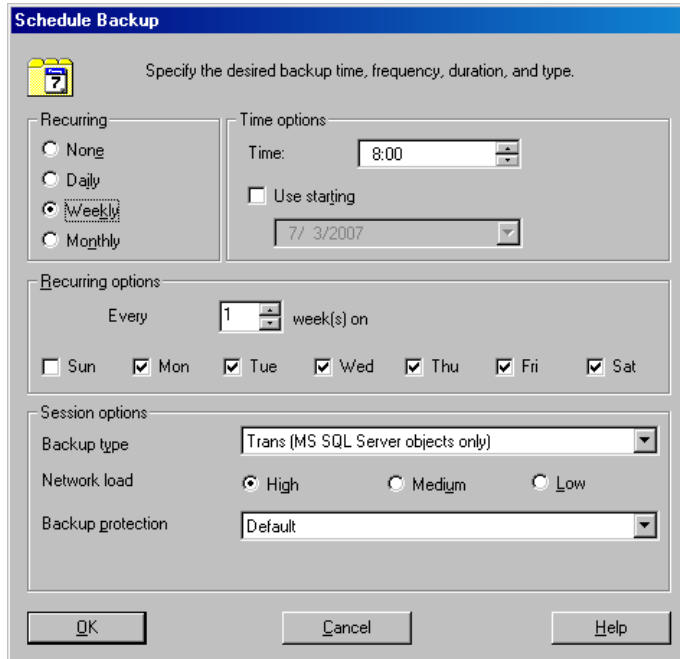 Schedule Backup
7
Specify the desired backup time, frequency, duration, and type.
Recurring
None
Daily
Weekly
Monthly
Time options
Time: 8:00
Use starting
7/ 3/2007
Recurring options
Every 1 week(s) on
Sun Mon Tue Wed Thu Fri Sat
Session options
Backup type Trans (MS SQL Server objects only)
Network load High Medium Low
Backup protection Default
OK Cancel Help